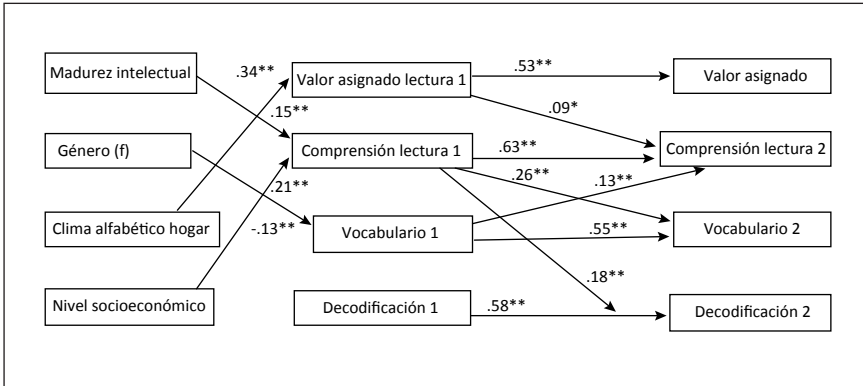 Madurez intelectual
Género (f)
Clima alfabético hogar
Nivel socioeconómico
.34**
.15**
.21**
-.13**
Valor asignado lectura 1
Comprensión lectura 1
Vocabulario 1
Decodificación 1
.53**
.09*
.63**
.26**
.13**
.55**
.18**
.58**
Valor asignado
Comprensión lectura 2
Vocabulario 2
Decodificación 2